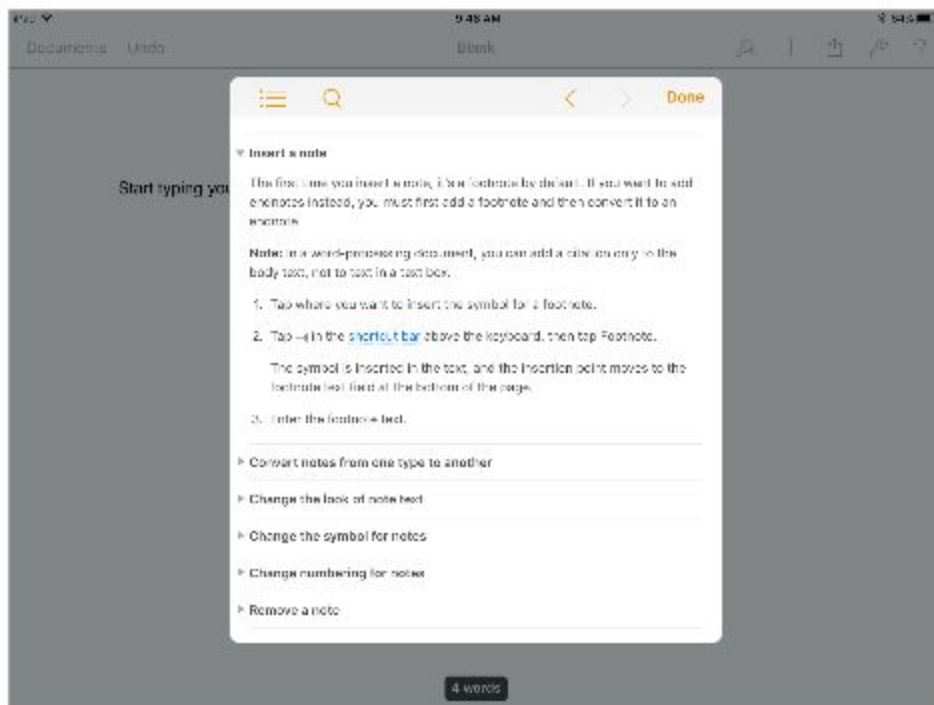 iPad 9:48 AM 64%
Documents Undo Blank
Done
Insert a note
Start typing you
The first time you insert a note, it's a footnote by default. If you want to add
endnotes instead, you must first add a footnote and then convert it to an
endnote.
Note: In a word-processing document, you can add a citation only to the
body text, not to text in a text box.
1. Tap where you want to insert the symbol for a footnote.
2. Tap in the shortcut bar above the keyboard, then tap Footnote.
The symbol is inserted in the text, and the insertion point moves to the
footnote text field at the bottom of the page.
3. Enter the footnote text.
Convert notes from one type to another
Change the look of note text
Change the symbol for notes
Change numbering for notes
Remove a note
4 words